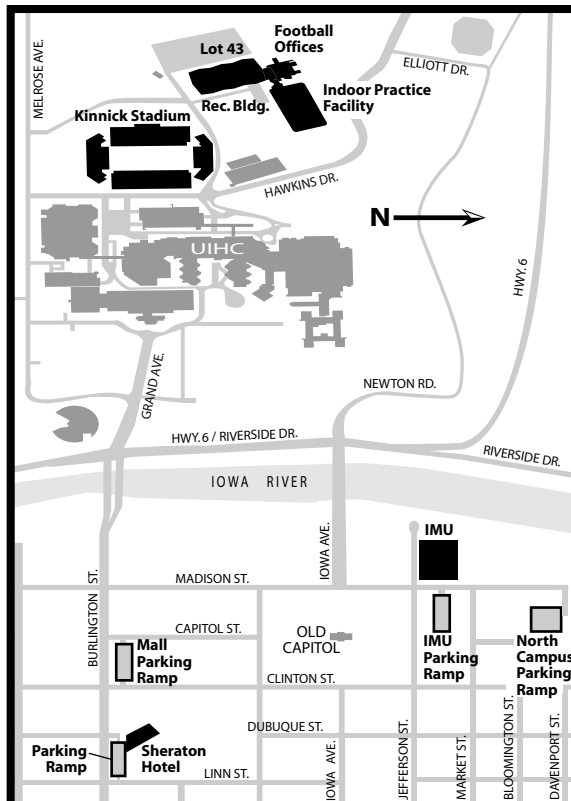 MELROSE AVE.
Football
Offices
Lot 43
ELLIOTT DR.
Rec. Bldg.
Indoor Practice
Facility
Kinnick Stadium
HAWKINS DR.
N
UIHC
HWY. 6
GRAND AVE.
NEWTON RD.
HWY. 6 / RIVERSIDE DR.
RIVERSIDE DR.
IOWA RIVER
IMU
IOWA AVE.
BURLINGTON ST.
MADISON ST.
CAPITOL ST.
OLD
CAPITOL
Mall
Parking
Ramp
IMU
Parking
Ramp
North
Campus
Parking
Ramp
CLINTON ST.
DUBUQUE ST.
Parking
Ramp
Sheraton
Hotel
LINN ST.
IOWA AVE.
JEFFERSON ST.
MARKET ST.
BLOOMINGTON ST.
DAVENPORT ST.